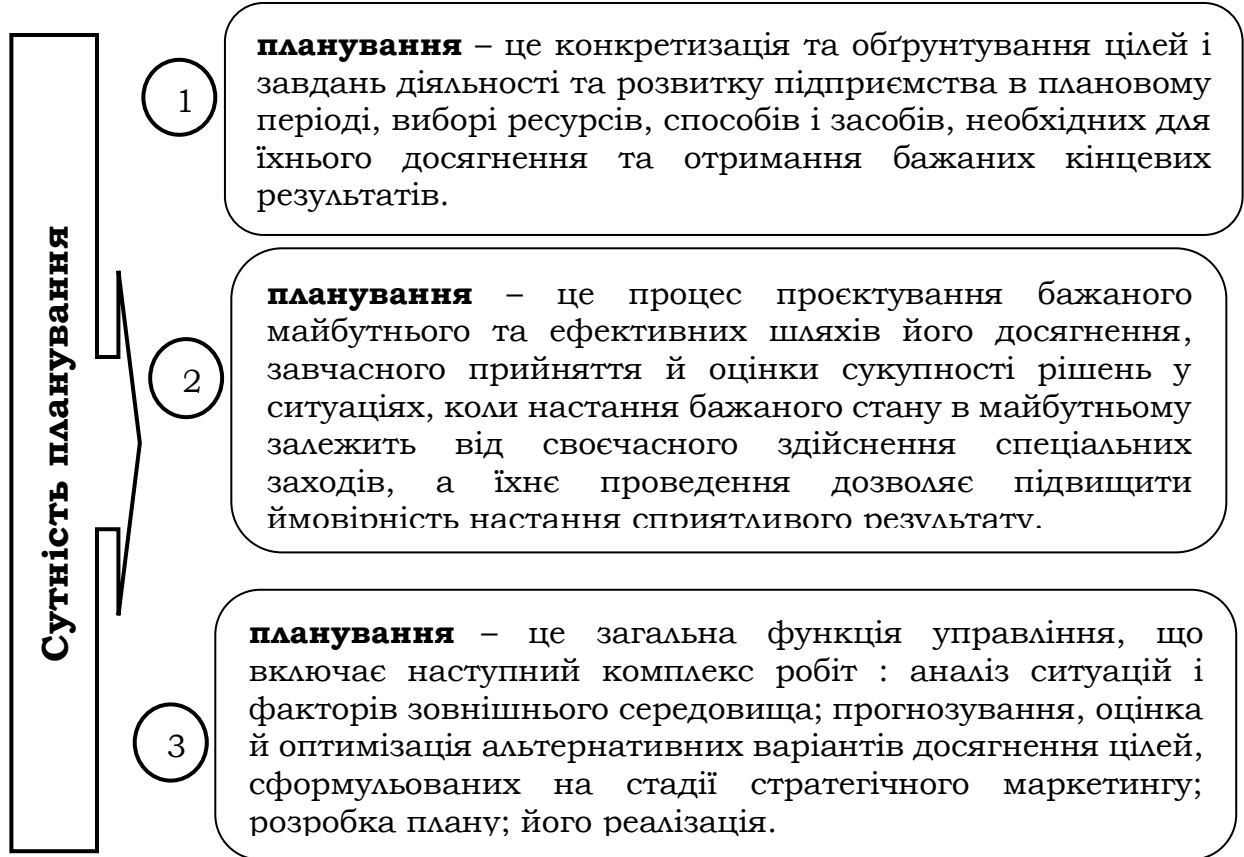 Сутність планування
1
планування – це конкретизація та обґрунтування цілей і
завдань діяльності та розвитку підприємства в плановому
періоді, виборі ресурсів, способів і засобів, необхідних для
їхнього досягнення та отримання бажаних кінцевих
результатів.
2
планування – це процес проєктування бажаного
майбутнього та ефективних шляхів його досягнення,
завчасного прийняття й оцінки сукупності рішень у
ситуаціях, коли настання бажаного стану в майбутньому
залежить від своєчасного здійснення спеціальних
заходів, а їхнє проведення дозволяє підвищити
ймовірність настання сприятливого результату.
3
планування – це загальна функція управління, що
включає наступний комплекс робіт : аналіз ситуацій і
факторів зовнішнього середовища; прогнозування, оцінка
й оптимізація альтернативних варіантів досягнення цілей,
сформульованих на стадії стратегічного маркетингу;
розробка плану; його реалізація.